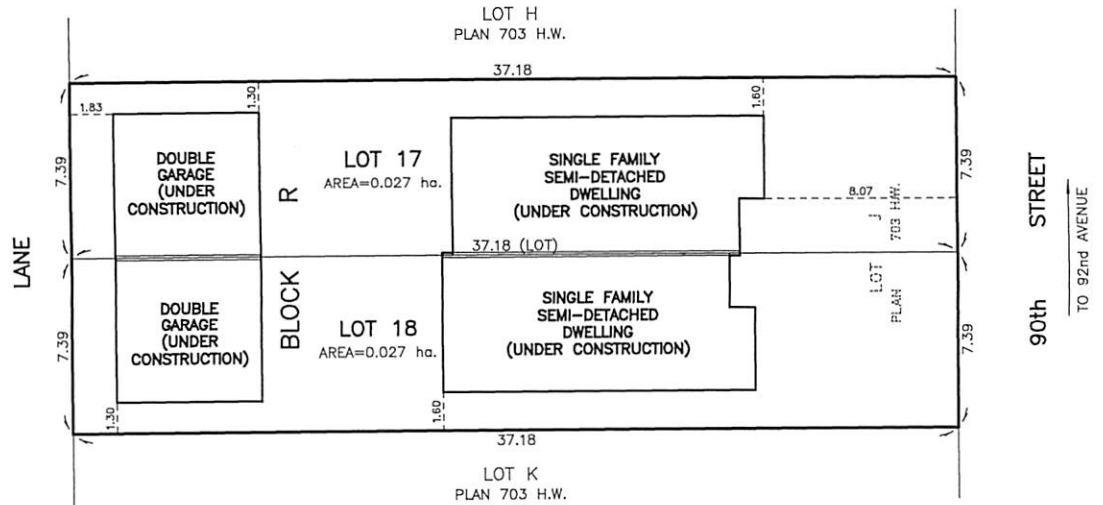 LOT H
PLAN 703 H.W.
37.18
1.83
1.30
1.60
7.39
7.39
DOUBLE
GARAGE
(UNDER
CONSTRUCTION)
R
LOT 17
AREA=0.027 ha.
SINGLE FAMILY
SEMI-DETACHED
DWELLING
(UNDER CONSTRUCTION)
8.07
LOT J
PLAN 703 H.W.
LANE
37.18 (LOT)
90th STREET
TO 92nd AVENUE
DOUBLE
GARAGE
(UNDER
CONSTRUCTION)
BLOCK
LOT 18
AREA=0.027 ha.
SINGLE FAMILY
SEMI-DETACHED
DWELLING
(UNDER CONSTRUCTION)
7.39
7.39
1.30
1.60
37.18
LOT K
PLAN 703 H.W.